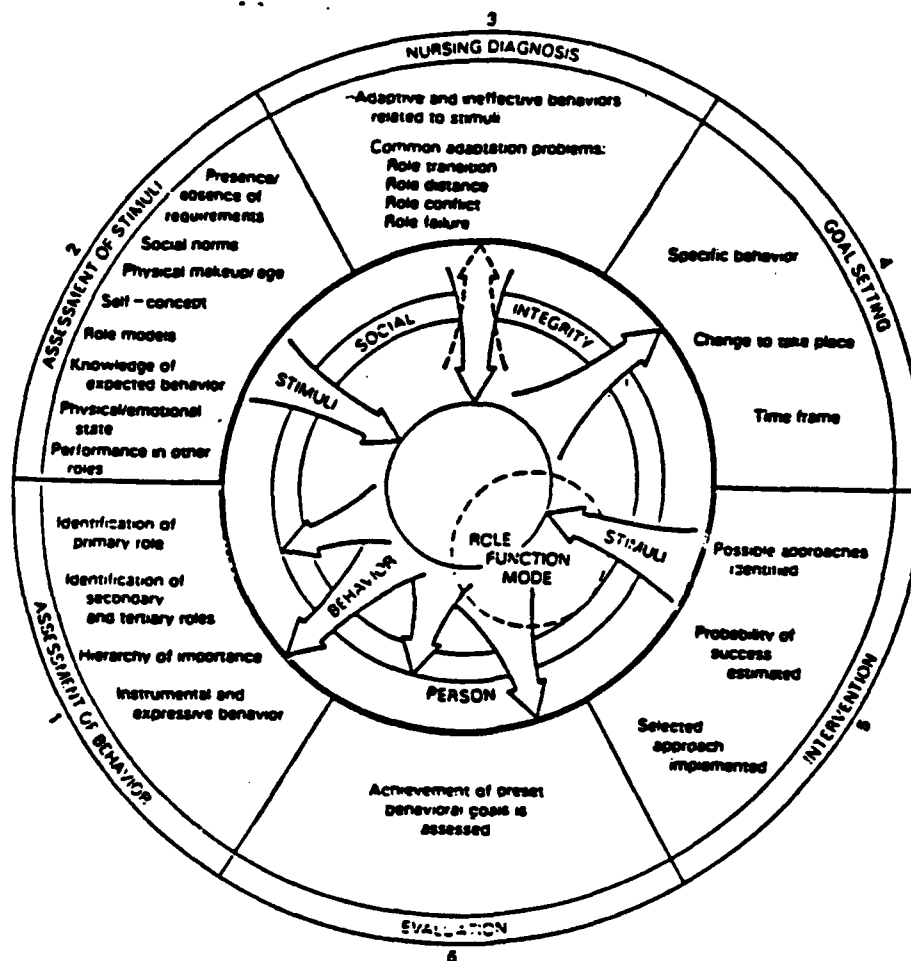 3
NURSING DIAGNOSIS
-Adaptive and ineffective behaviors
related to stimuli
Common adaptation problems:
Role transition
Role distance
Role conflict
Role failure
2
ASSESSMENT OF STIMULI
Presence/
absence of
requirements
Social norms
Physical makeup/age
Self-concept
Role models
Knowledge of
expected behavior
Physical/emotional
state
Performance in other
roles
4
GOAL SETTING
Specific behavior
Change to take place
Time frame
SOCIAL
INTEGRITY
STIMULI
ROLE
FUNCTION
MODE
STIMULI
BEHAVIOR
PERSON
1
ASSESSMENT OF BEHAVIOR
Identification of
primary role
Identification of
secondary
and tertiary roles
Hierarchy of importance
Instrumental and
expressive behavior
5
INTERVENTION
Possible approaches
identified
Probability of
success
estimated
Selected
approach
implemented
Achievement of preset
behavioral goals is
assessed
EVALUATION
6